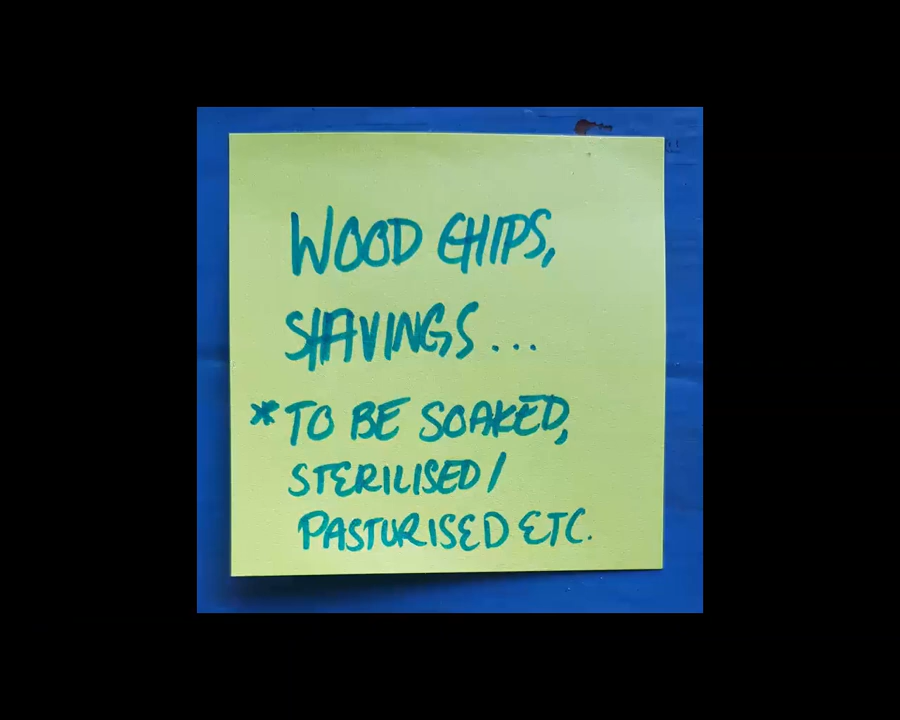 WOOD CHIPS,
SHAVINGS...
* TO BE SOAKED,
STERILISED/
PASTURISED ETC.